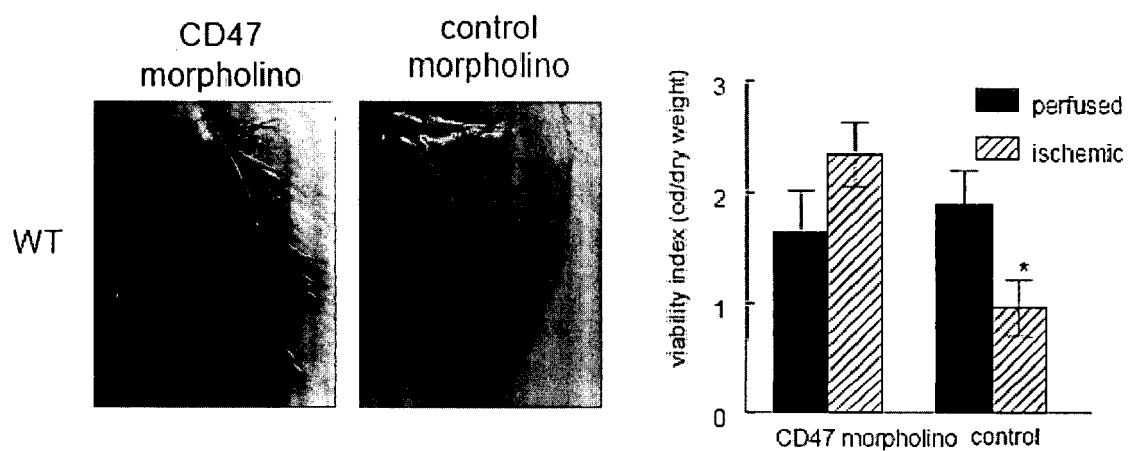 CD47
morpholino
control
morpholino
WT
viability index (od/dry weight)
3
2
1
0
perfused
ischemic
*
CD47 morpholino control